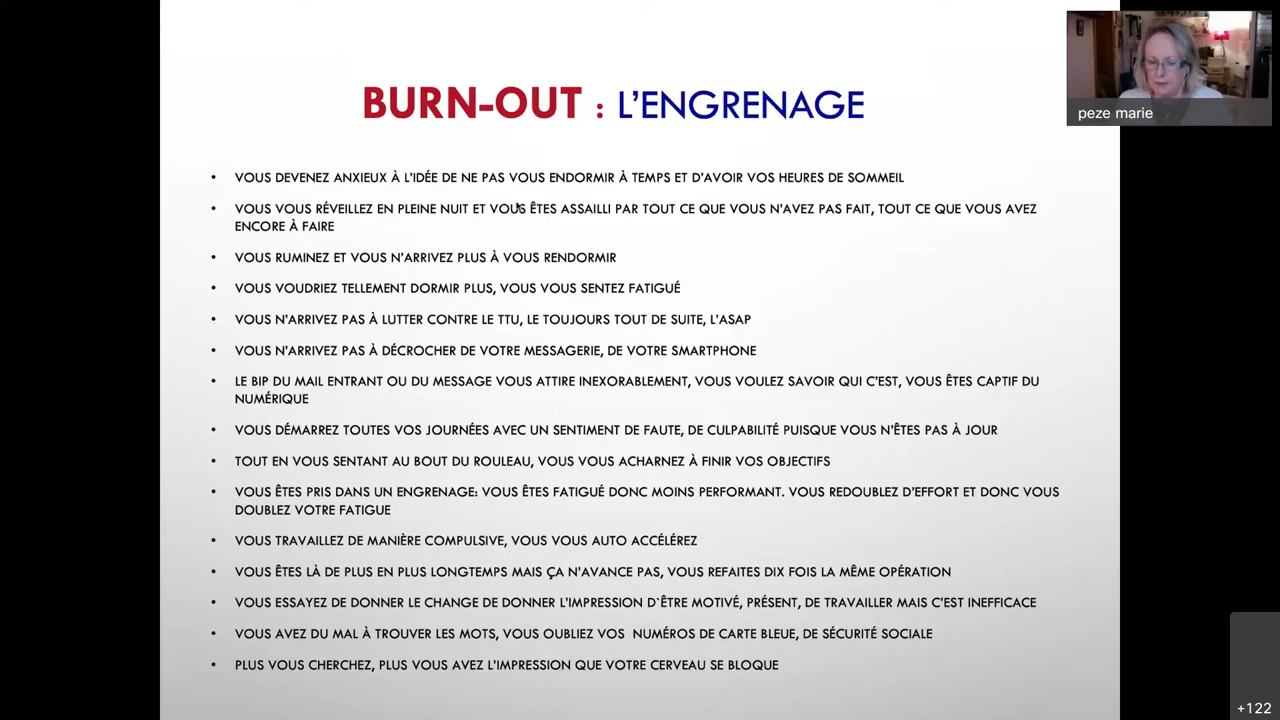 BURN-OUT : L'ENGRENAGE
peze marie
• VOUS DEVENEZ ANXIEUX À L'IDÉE DE NE PAS VOUS ENDORMIR À TEMPS ET D'AVOIR VOS HEURES DE SOMMEIL
• VOUS VOUS RÉVEILLEZ EN PLEINE NUIT ET VOUS ÊTES ASSAILLI PAR TOUT CE QUE VOUS N'AVEZ PAS FAIT, TOUT CE QUE VOUS AVEZ
ENCORE À FAIRE
• VOUS RUMINEZ ET VOUS N'ARRIVEZ PLUS À VOUS RENDORMIR
• VOUS VOUDRIEZ TELLEMENT DORMIR PLUS, VOUS VOUS SENTEZ FATIGUÉ
• VOUS N'ARRIVEZ PAS À LUTTER CONTRE LE TTU, LE TOUJOURS TOUT DE SUITE, L'ASAP
• VOUS N'ARRIVEZ PAS À DÉCROCHER DE VOTRE MESSAGERIE, DE VOTRE SMARTPHONE
• LE BIP DU MAIL ENTRANT OU DU MESSAGE VOUS ATTIRE INEXORABLEMENT, VOUS VOULEZ SAVOIR QUI C'EST, VOUS ÊTES CAPTIF DU
NUMÉRIQUE
• VOUS DÉMARREZ TOUTES VOS JOURNÉES AVEC UN SENTIMENT DE FAUTE, DE CULPABILITÉ PUISQUE VOUS N'ÊTES PAS À JOUR
• TOUT EN VOUS SENTANT AU BOUT DU ROULEAU, VOUS VOUS ACHARNEZ À FINIR VOS OBJECTIFS
• VOUS ÊTES PRIS DANS UN ENGRENAGE: VOUS ÊTES FATIGUÉ DONC MOINS PERFORMANT. VOUS REDOUBLEZ D'EFFORT ET DONC VOUS
DOUBLEZ VOTRE FATIGUE
• VOUS TRAVAILLEZ DE MANIÈRE COMPULSIVE, VOUS VOUS AUTO ACCÉLÉREZ
• VOUS ÊTES LÀ DE PLUS EN PLUS LONGTEMPS MAIS ÇA N'AVANCE PAS, VOUS REFAITES DIX FOIS LA MÊME OPÉRATION
• VOUS ESSAYEZ DE DONNER LE CHANGE DE DONNER L'IMPRESSION D`ÊTRE MOTIVÉ, PRÉSENT, DE TRAVAILLER MAIS C'EST INEFFICACE
• VOUS AVEZ DU MAL À TROUVER LES MOTS, VOUS OUBLIEZ VOS  NUMÉROS DE CARTE BLEUE, DE SÉCURITÉ SOCIALE
• PLUS VOUS CHERCHEZ, PLUS VOUS AVEZ L'IMPRESSION QUE VOTRE CERVEAU SE BLOQUE
+122